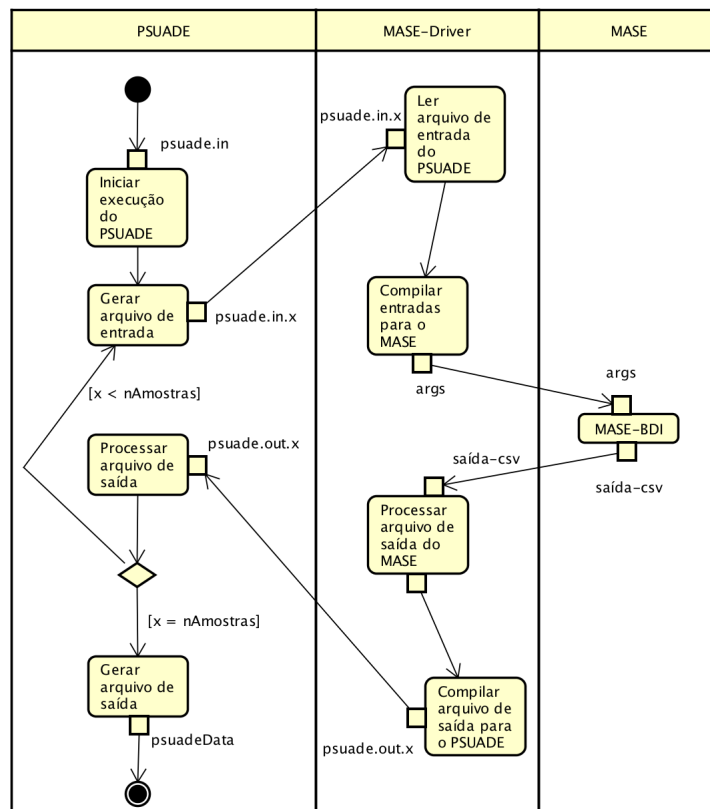 PSUADE
MASE-Driver
MASE
psuade.in
Iniciar
execução
do
PSUADE
Gerar
arquivo de
entrada
psuade.in.x
psuade.in.x
Ler
arquivo de
entrada
do
PSUADE
Compilar
entradas
para o
MASE
args
args
MASE-BDI
saída-csv
saída-csv
Processar
arquivo de
saída do
MASE
Compilar
arquivo de
saída para
o PSUADE
psuade.out.x
psuade.out.x
Processar
arquivo de
saída
[x < nAmostras]
[x = nAmostras]
Gerar
arquivo de
saída
psuadeData